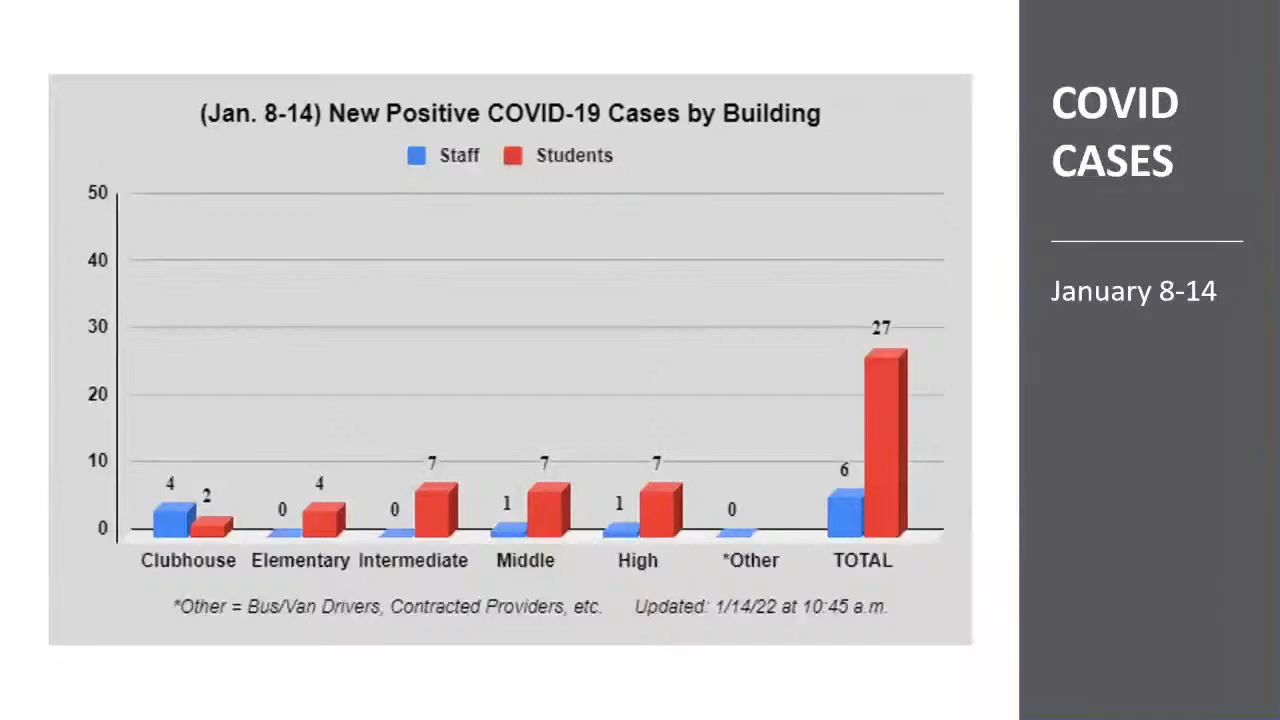 (Jan. 8-14) New Positive COVID-19 Cases by Building
Staff Students
50
40
30
20
10
0
4 2 0 4 0 7 1 7 1 7 0 6 27
Clubhouse Elementary Intermediate Middle High *Other TOTAL
*Other = Bus/Van Drivers, Contracted Providers, etc. Updated: 1/14/22 at 10:45 a.m.
COVID
CASES
January 8-14